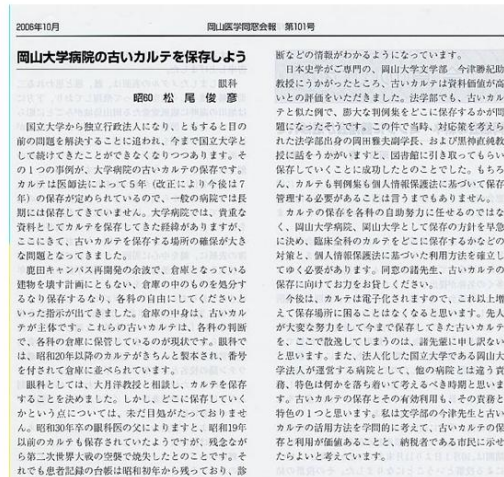 2006年10月
岡山医学同窓会報 第101号
岡山大学病院の古いカルテを保存しよう
眼科
昭60 松尾俊彦
国立大学から独立行政法人になり、ともすると目の
前の問題を解決することに追われ、今まで国立大学と
して続けてきたことができなくなりつつあります。そ
の1つの事例が、大学病院の古いカルテの保存です。
カルテは医師法によって5年（改正により今後は7
年）の保存が定められているので、一般の病院では長
期には保存してきていません。大学病院では、貴重な
資料としてカルテを保存してきた経緯がありますが、
ここにきて、古いカルテを保存する場所の確保が大き
な問題となってきました。
鹿田キャンパス再開発の余波で、倉庫となっている
建物を壊す計画にともない、倉庫の中のものを処分す
るなり保存するなり、各科の自由にしてくださいと
いった指示が出てきました。倉庫の中身は、古いカル
テが主体です。これらの古いカルテは、各科の判断
で、各科の倉庫に保管しているのが現状です。眼科で
は、昭和20年以降のカルテがきちんと製本され、番号
を付されて倉庫に並べられています。
眼科としては、大月洋教授と相談し、カルテを保存
することを決めました。しかし、どこに保存していく
かという点については、未だ目処がたっておりませ
ん。昭和30年卒の眼科医の父によりますと、昭和19年
以前のカルテも保存されていたようですが、残念なが
ら第二次世界大戦の空襲で焼失したとのことです。そ
れでも患者記録の台帳は昭和初年から残っており、診
断などの情報がわかるようになっています。
日本史学がご専門の、岡山大学文学部 今津勝紀助
教授にうかがったところ、古いカルテは資料価値が高
いとの評価をいただきました。法学部でも、古いカル
テと似た例で、膨大な判例集をどこに保存するかが問
題になったそうです。この件で当時、対応策を考えら
れた法学部出身の岡田雅夫副学長、および黒神直純教
授に話をうかがいますと、図書館に引き取ってもらい
保存していくことに成功したとのことでした。もちろ
ん、カルテも判例集も個人情報保護法に基づいて保存
管理する必要があることは言うまでもありません。
カルテの保存を各科の自助努力に任せるのではな
く、岡山大学病院、岡山大学として保存の方針を早急
に決め、臨床全科のカルテをどこに保存するかなどの
対策と、個人情報保護法に基づいた利用方法を確立し
てゆく必要があります。同窓の諸先生、古いカルテの
保存に向けてお力をお貸しください。
今後は、カルテは電子化されますので、これ以上増
えて保存場所に困ることはなくなると思います。先人
が大変な努力をして今まで保存してきた古いカルテ
を、ここで散逸してしまうのは、諸先輩に申し訳ない
と思います。また、法人化した国立大学である岡山大
学法人が運営する病院として、他の病院とは違う責
務、特色は何かを落ち着いて考えるべき時期と思いま
す。古いカルテの保存とその有効利用も、その責務と
特色の1つと思います。私は文学部の今津先生と古い
カルテの活用方法を学問的に考えて、古いカルテの保
存と利用が価値あることと、納税者である市民に示せ
たらよいと考えています。